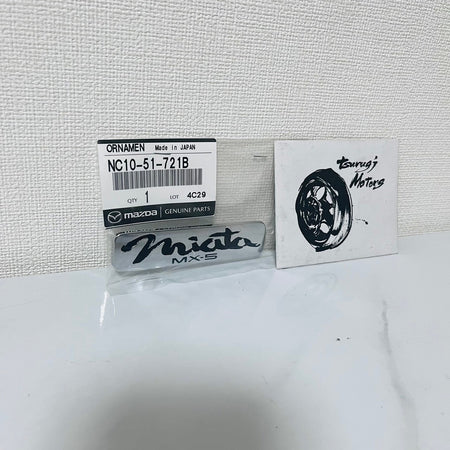 ORNAMEN Made in JAPAN
NC10-51-721B
QTY 1 LOT 4C29
mazda GENUINE PARTS
Miata
MX-5
tsurugi
Motors